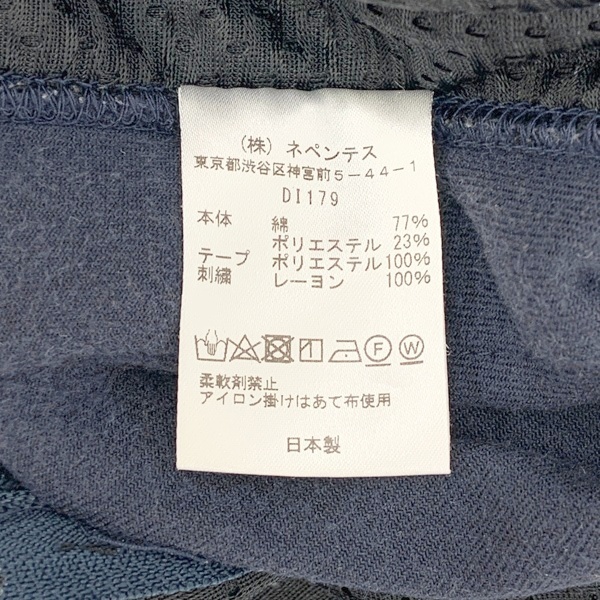 （株）ネペンテス
東京都渋谷区神宮前5-44-1
DI179
本体 綿 77%
ポリエステル 23%
テープ ポリエステル100%
刺繍 レーヨン 100%
F W
柔軟剤禁止
アイロン掛けはあて布使用
日本製